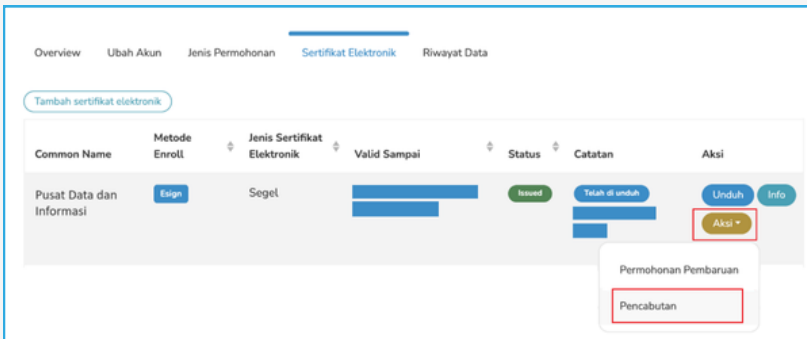 Overview Ubah Akun Jenis Permohonan Sertifikat Elektronik Riwayat Data
Tambah sertifikat elektronik
Common Name Metode Enroll Jenis Sertifikat Elektronik Valid Sampai Status Catatan Aksi
Pusat Data dan Informasi Esign Segel Issued Telah di unduh Unduh Info
Aksi
Permohonan Pembaruan
Pencabutan